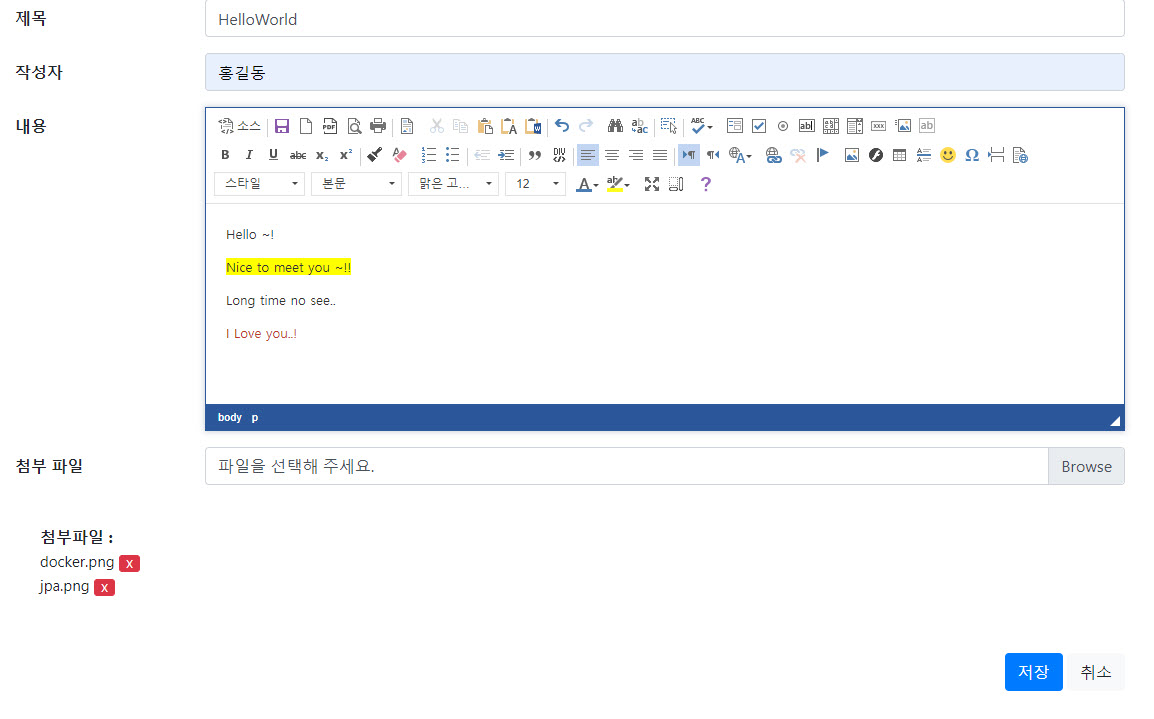 제목
HelloWorld
작성자
홍길동
내용
소스
스타일 본문 맑은 고... 12
Hello ~!
Nice to meet you ~!!
Long time no see..
I Love you..!
body p
첨부 파일
파일을 선택해 주세요.
Browse
첨부파일 :
docker.png x
jpa.png x
저장 취소